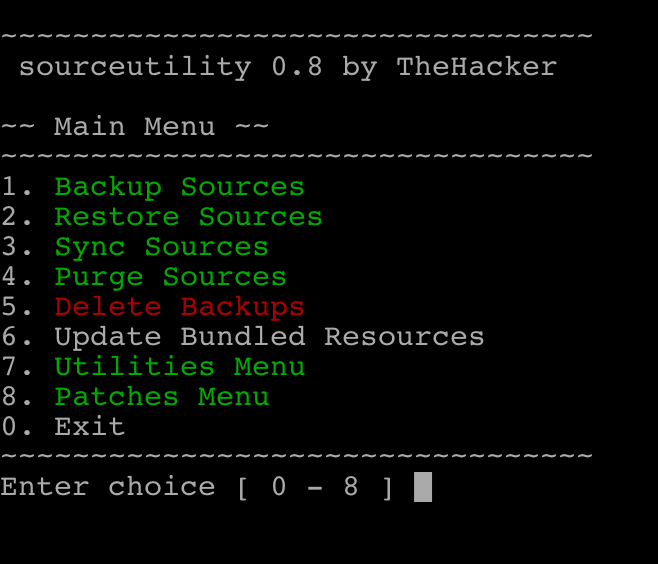 ~~~~~~~~~~~~~~~~~~~~~~~~~~~~~~~~~
sourceutility 0.8 by TheHacker
~~ Main Menu ~~
~~~~~~~~~~~~~~~~~~~~~~~~~~~~~~~~~
1. Backup Sources
2. Restore Sources
3. Sync Sources
4. Purge Sources
5. Delete Backups
6. Update Bundled Resources
7. Utilities Menu
8. Patches Menu
0. Exit
~~~~~~~~~~~~~~~~~~~~~~~~~~~~~~~~~
Enter choice [ 0 - 8 ]